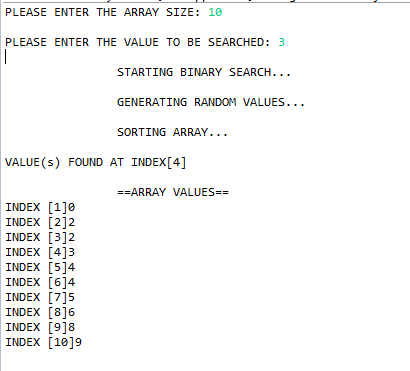 PLEASE ENTER THE ARRAY SIZE: 10
PLEASE ENTER THE VALUE TO BE SEARCHED: 3
STARTING BINARY SEARCH...
GENERATING RANDOM VALUES...
SORTING ARRAY...
VALUE(s) FOUND AT INDEX[4]
==ARRAY VALUES==
INDEX [1]0
INDEX [2]2
INDEX [3]2
INDEX [4]3
INDEX [5]4
INDEX [6]4
INDEX [7]5
INDEX [8]6
INDEX [9]8
INDEX [10]9